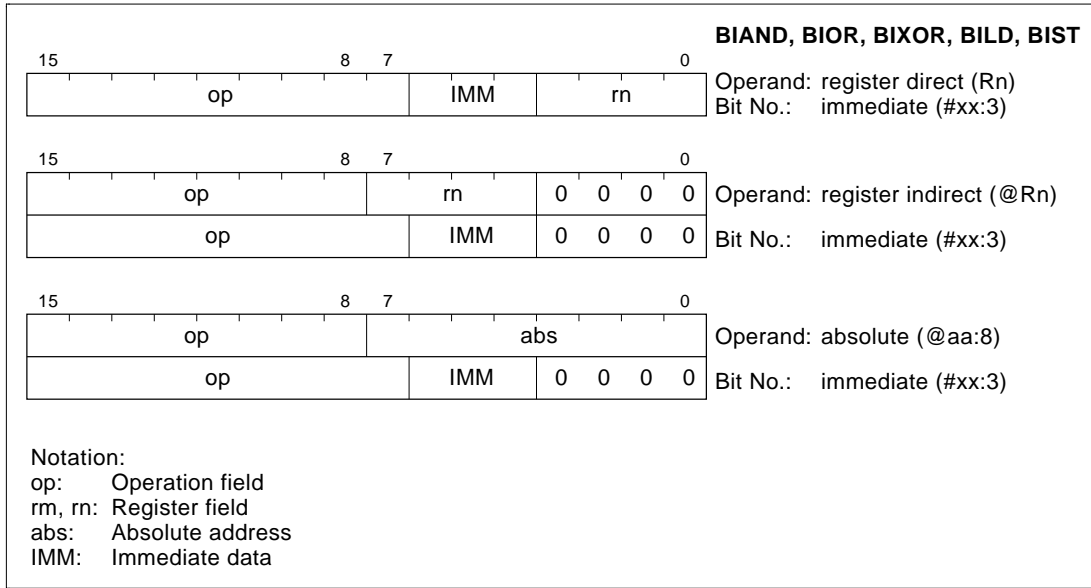 BIAND, BIOR, BIXOR, BILD, BIST
15 8 7 0
op IMM rn
Operand: register direct (Rn)
Bit No.: immediate (#xx:3)
15 8 7 0
op rn 0 0 0 0 Operand: register indirect (@Rn)
op IMM 0 0 0 0 Bit No.: immediate (#xx:3)
15 8 7 0
op abs Operand: absolute (@aa:8)
op IMM 0 0 0 0 Bit No.: immediate (#xx:3)
Notation:
op: Operation field
rm, rn: Register field
abs: Absolute address
IMM: Immediate data